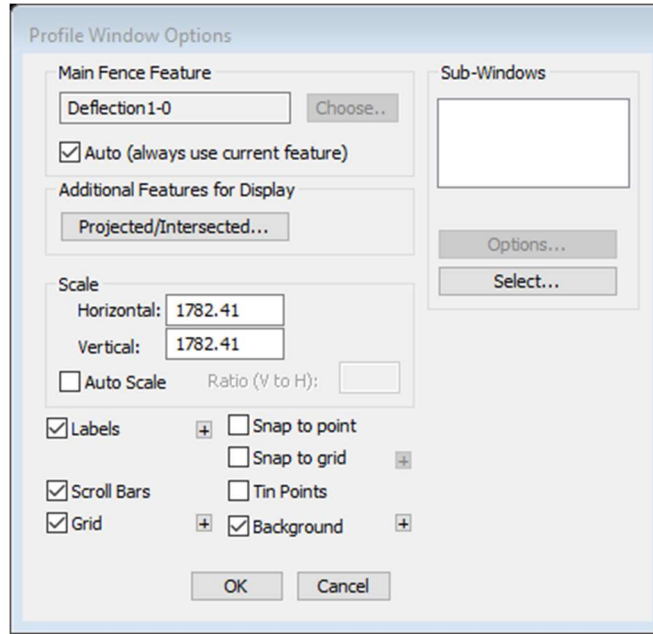 Profile Window Options
Main Fence Feature
Deflection1-0
Choose..
Auto (always use current feature)
Additional Features for Display
Projected/Intersected...
Scale
Horizontal: 1782.41
Vertical: 1782.41
Auto Scale Ratio (V to H):
Labels + Snap to point
Snap to grid +
Scroll Bars Tin Points
Grid + Background +
OK Cancel
Sub-Windows
Options...
Select...